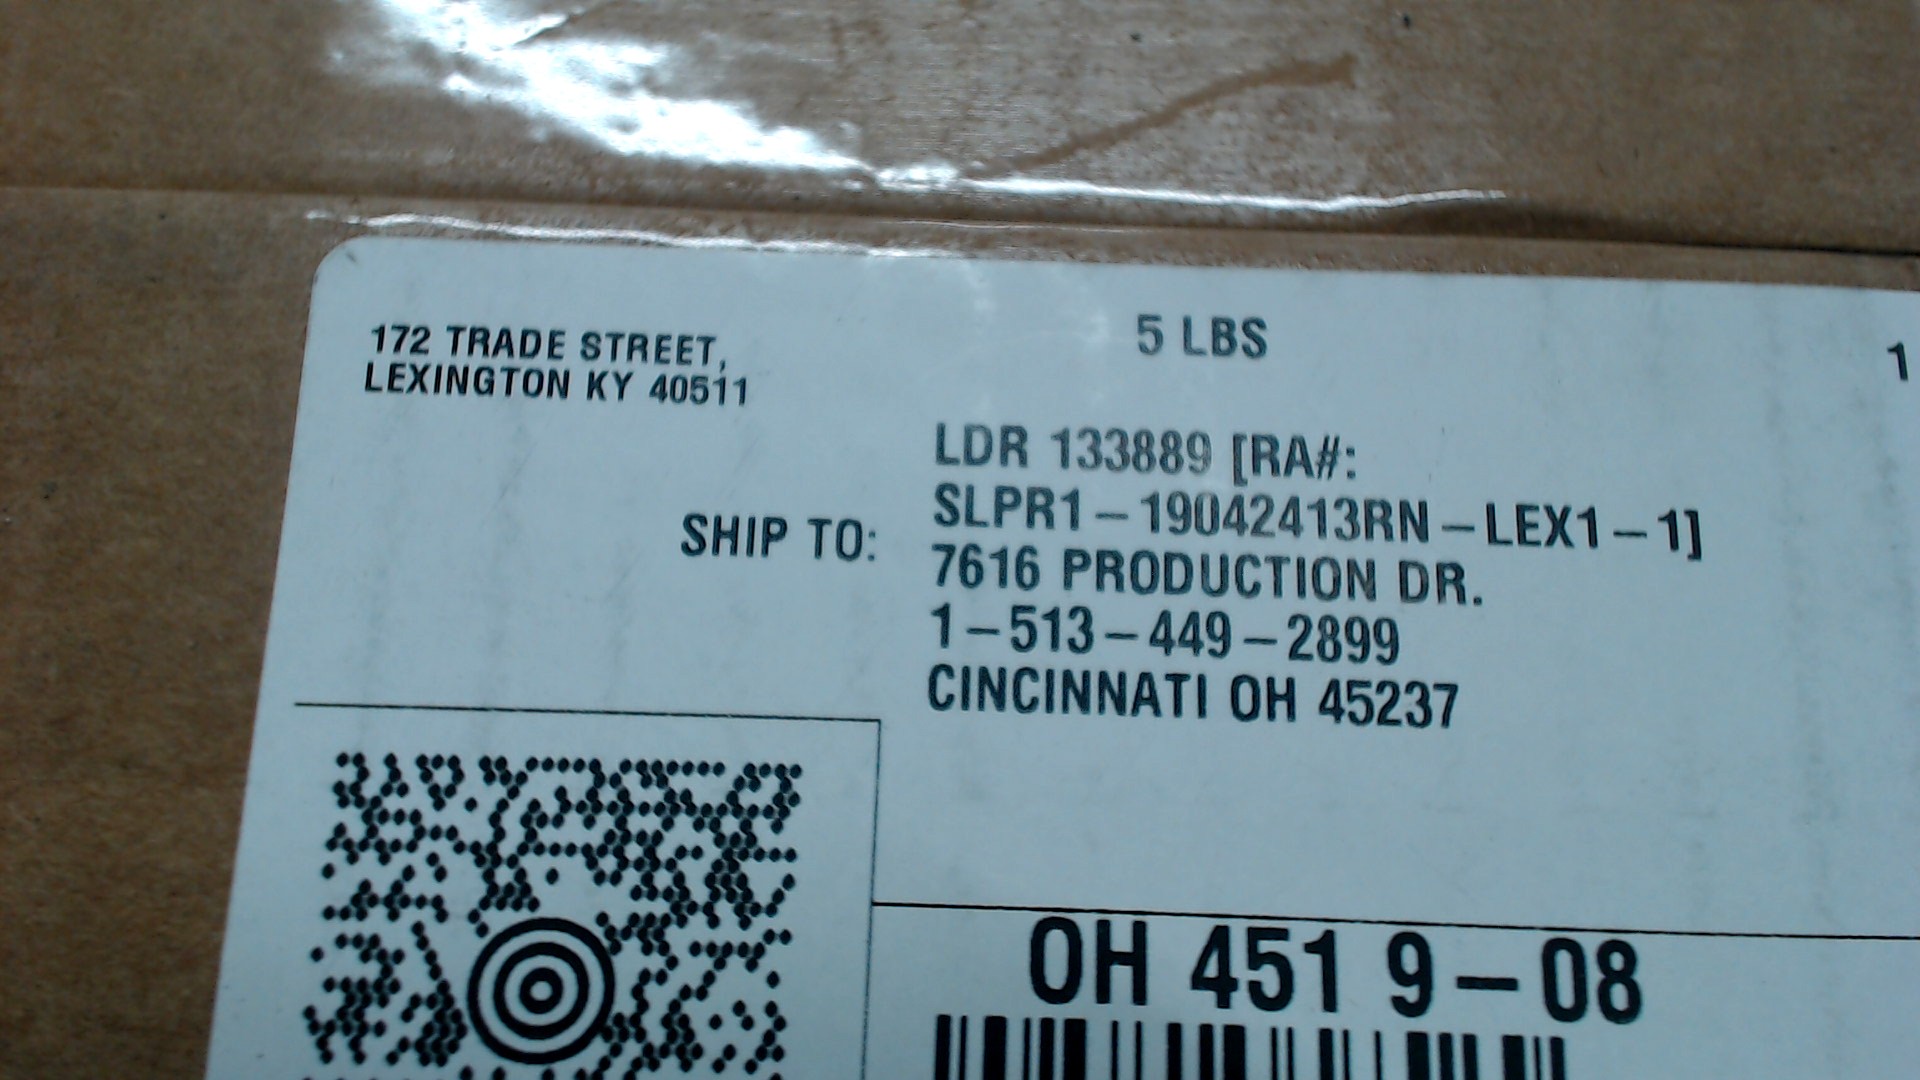 172 TRADE STREET,
LEXINGTON KY 40511
5 LBS
1
SHIP TO:
LDR 133889 [RA#:
SLPR1-19042413RN-LEX1-1]
7616 PRODUCTION DR.
1-513-449-2899
CINCINNATI OH 45237
OH 451 9-08